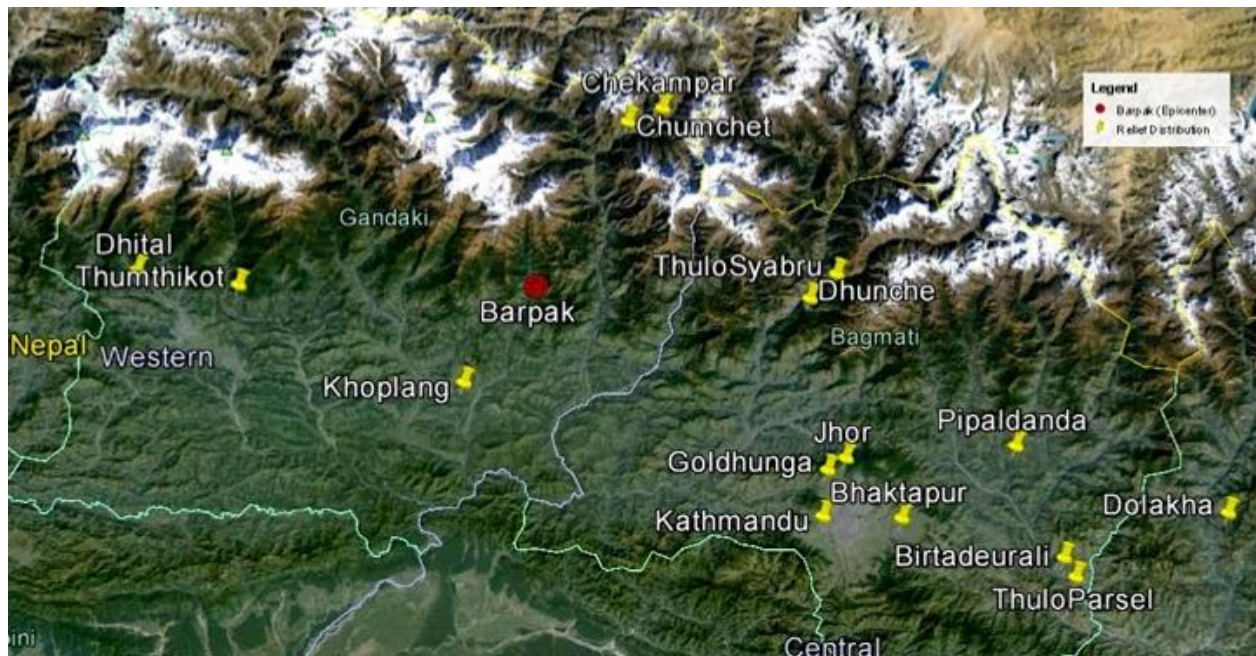 Chekampar
Chumchet
Legend
Barpak (Epicenter)
Relief Distribution
Gandaki
Dhital
Thumthikot
ThuloSyabru
Dhunche
Barpak
Bagmati
Nepal
Western
Khoplang
Pipaldanda
Jhor
Goldhunga
Bhaktapur
Dolakha
Kathmandu
Birtadeurali
ThuloParsel
Central